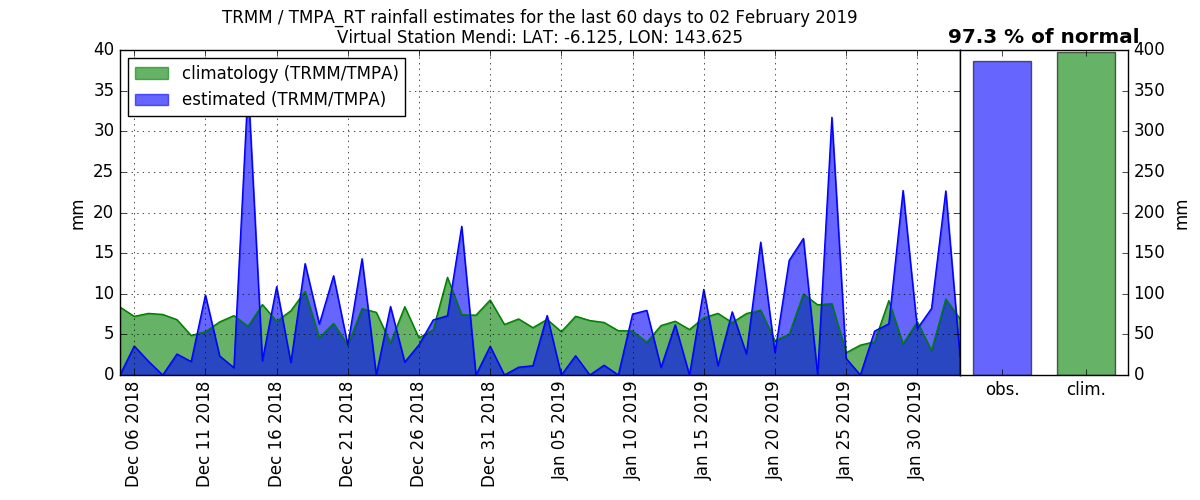 TRMM / TMPA_RT rainfall estimates for the last 60 days to 02 February 2019
Virtual Station Mendi: LAT: -6.125, LON: 143.625
97.3 % of normal
climatology (TRMM/TMPA)
estimated (TRMM/TMPA)
40
35
30
25
20
15
10
5
0
mm
400
350
300
250
200
150
100
50
0
mm
Dec 06 2018
Dec 11 2018
Dec 16 2018
Dec 21 2018
Dec 26 2018
Dec 31 2018
Jan 05 2019
Jan 10 2019
Jan 15 2019
Jan 20 2019
Jan 25 2019
Jan 30 2019
obs.
clim.